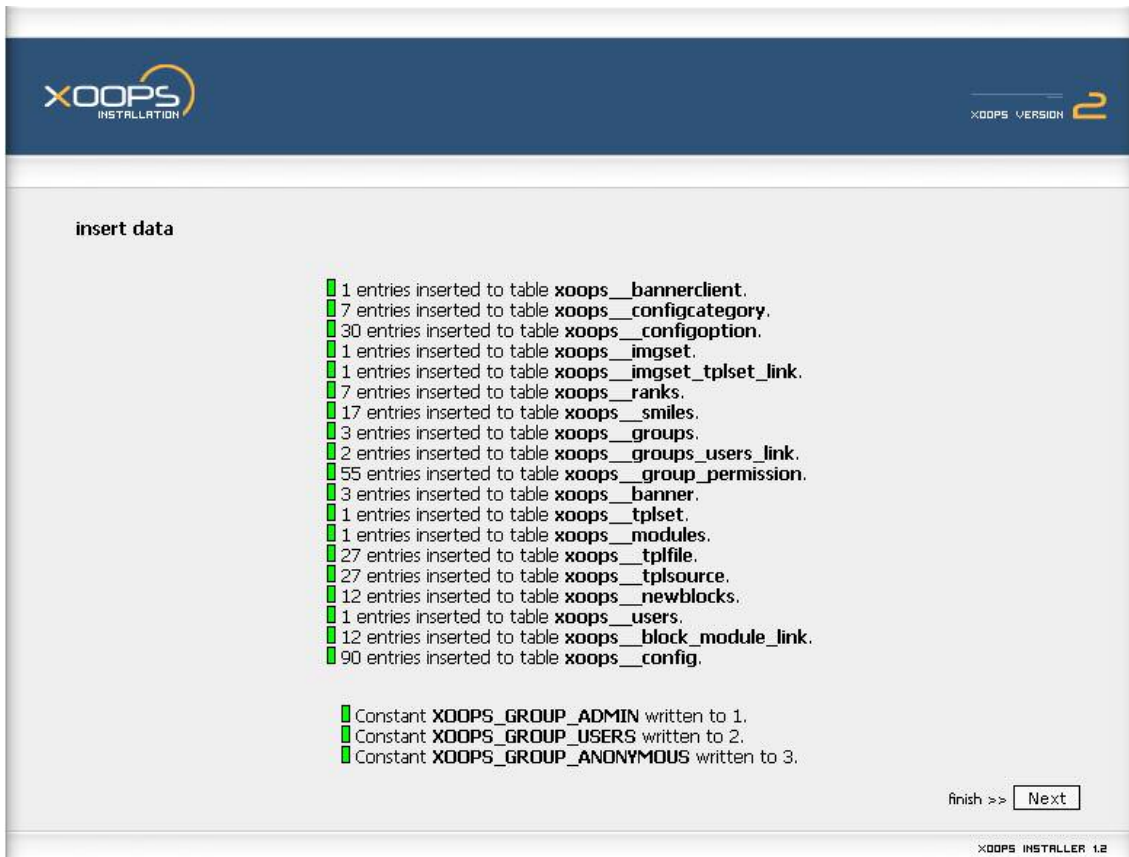 XOOPS
INSTALLATION
XOOPS VERSION 2
insert data
1 entries inserted to table xoops__bannerclient.
7 entries inserted to table xoops__configcategory.
30 entries inserted to table xoops__configoption.
1 entries inserted to table xoops__imgset.
1 entries inserted to table xoops__imgset_tplset_link.
7 entries inserted to table xoops__ranks.
17 entries inserted to table xoops__smiles.
3 entries inserted to table xoops__groups.
2 entries inserted to table xoops__groups_users_link.
55 entries inserted to table xoops__group_permission.
3 entries inserted to table xoops__banner.
1 entries inserted to table xoops__tplset.
1 entries inserted to table xoops__modules.
27 entries inserted to table xoops__tplfile.
27 entries inserted to table xoops__tplsource.
12 entries inserted to table xoops__newblocks.
1 entries inserted to table xoops__users.
12 entries inserted to table xoops__block_module_link.
90 entries inserted to table xoops__config.
Constant XOOPS_GROUP_ADMIN written to 1.
Constant XOOPS_GROUP_USERS written to 2.
Constant XOOPS_GROUP_ANONYMOUS written to 3.
finish >> Next
XOOPS INSTALLER 1.2